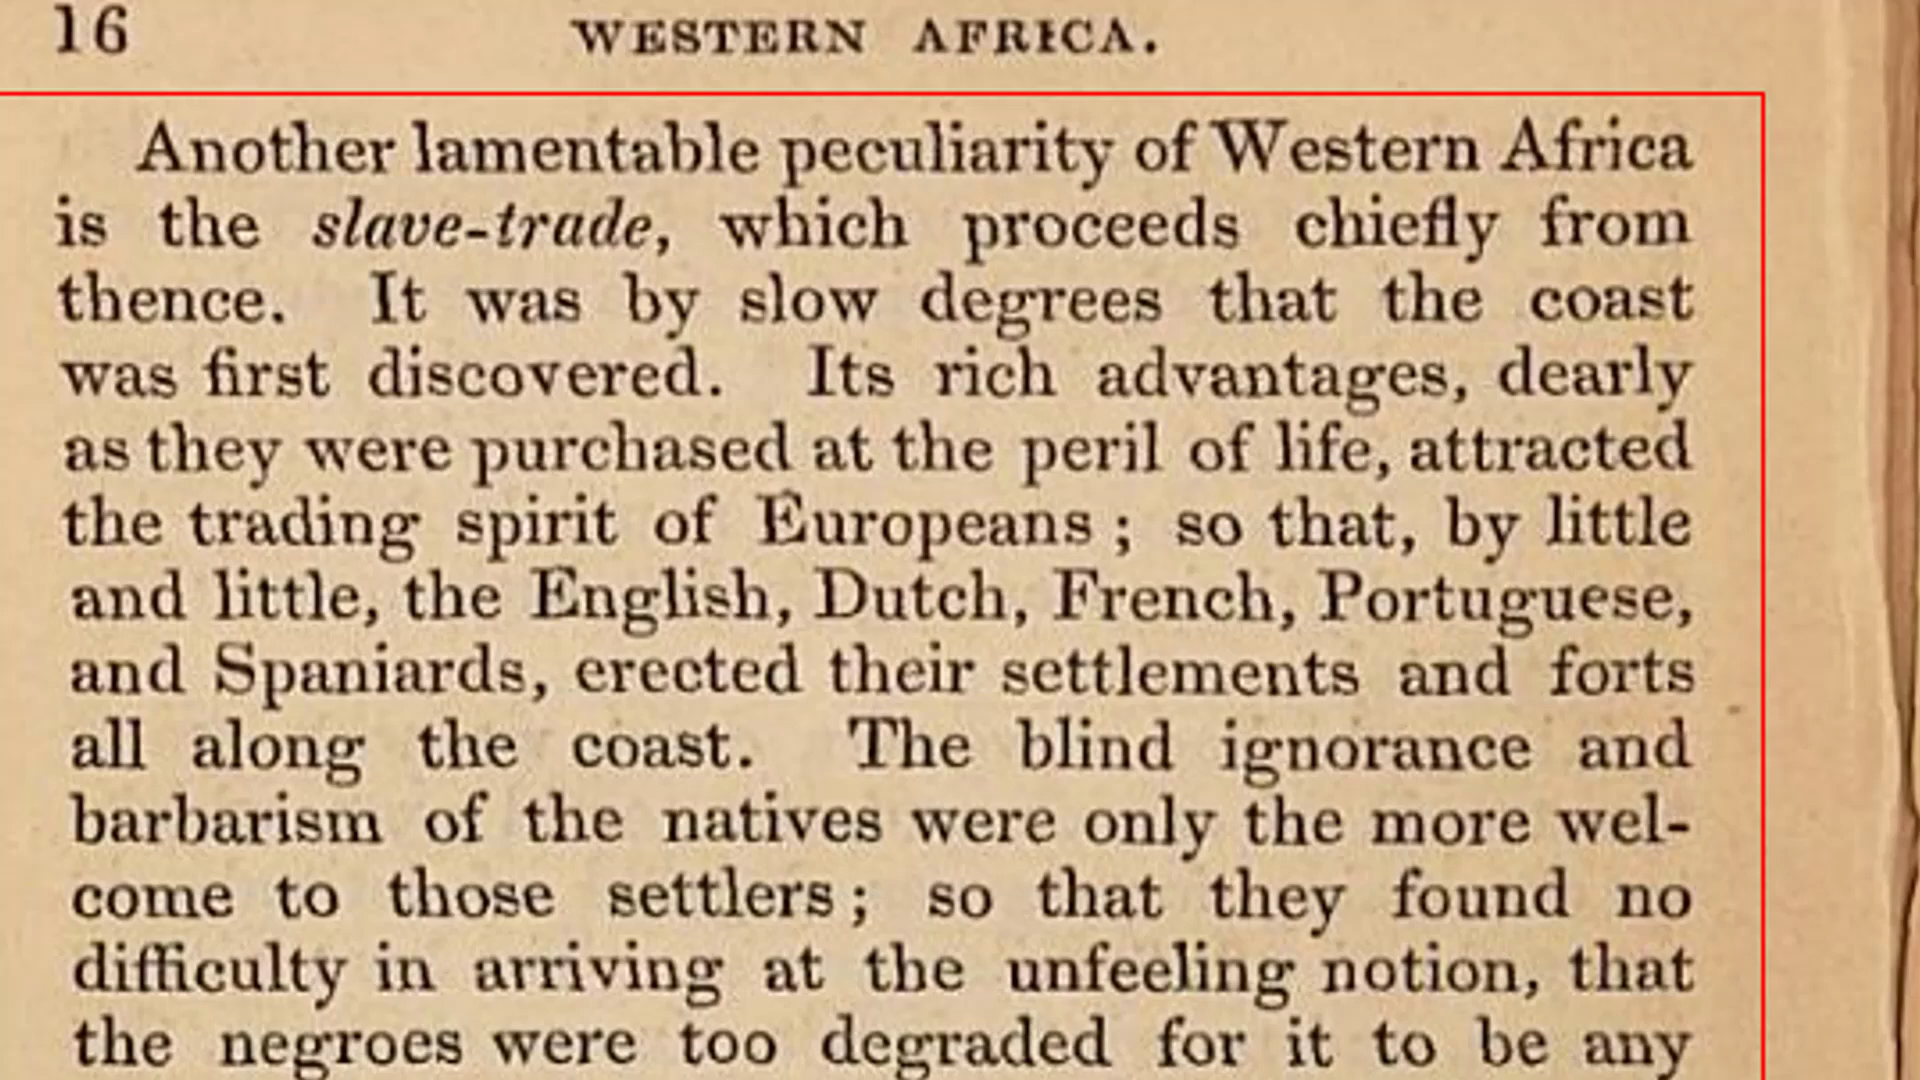 16 WESTERN AFRICA.
Another lamentable peculiarity of Western Africa
is the slave-trade, which proceeds chiefly from
thence. It was by slow degrees that the coast
was first discovered. Its rich advantages, dearly
as they were purchased at the peril of life, attracted
the trading spirit of Europeans ; so that, by little
and little, the English, Dutch, French, Portuguese,
and Spaniards, erected their settlements and forts
all along the coast. The blind ignorance and
barbarism of the natives were only the more wel-
come to those settlers ; so that they found no
difficulty in arriving at the unfeeling notion, that
the negroes were too degraded for it to be any